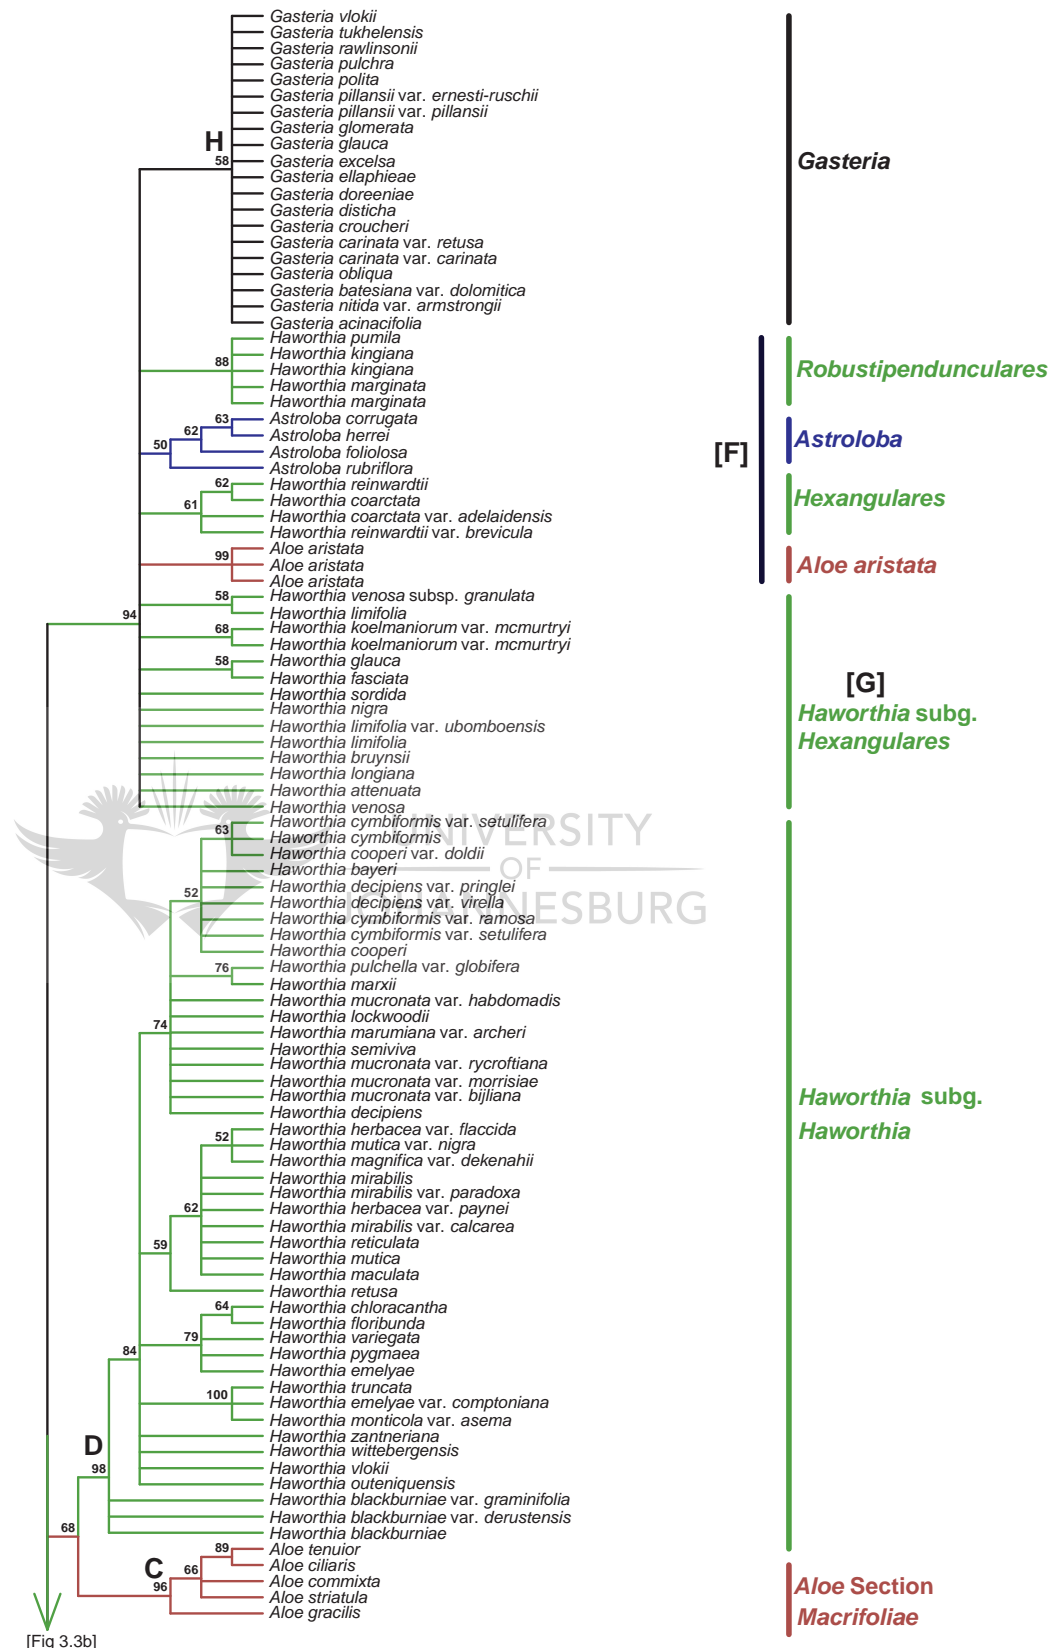 Gasteria vlokii
Gasteria tukhelensis
Gasteria rawlinsonii
Gasteria pulchra
Gasteria polita
Gasteria pillansii var. ernesti-ruschii
Gasteria pillansii var. pillansii
Gasteria glomerata
H
Gasteria glauca
58
Gasteria excelsa
Gasteria
Gasteria ellaphieae
Gasteria doreeniae
Gasteria disticha
Gasteria croucheri
Gasteria carinata var. retusa
Gasteria carinata var. carinata
Gasteria obliqua
Gasteria batesiana var. dolomitica
Gasteria nitida var. armstrongii
Gasteria acinacifolia
Haworthia pumila
Haworthia kingiana
88
Haworthia kingiana
Robustipendunculares
Haworthia marginata
Haworthia marginata
63
Astroloba corrugata
62
Astroloba herrei
Astroloba
50
Astroloba foliolosa
[F]
Astroloba rubriflora
62
Haworthia reinwardtii
61
Haworthia coarctata
Hexangulares
Haworthia coarctata var. adelaidensis
Haworthia reinwardtii var. brevicula
Aloe aristata
99
Aloe aristata
Aloe aristata
Aloe aristata
58
Haworthia venosa subsp. granulata
94
Haworthia limifolia
68
Haworthia koelmaniorum var. mcmurtryi
Haworthia koelmaniorum var. mcmurtryi
58
Haworthia glauca
Haworthia fasciata
[G]
Haworthia sordida
Haworthia nigra
Haworthia subg.
Haworthia limifolia var. ubomboensis
Haworthia limifolia
Hexangulares
Haworthia bruynsii
Haworthia longiana
Haworthia attenuata
Haworthia venosa
Haworthia cymbiformis var. setulifera
63
Haworthia cymbiformis
UNIVERSITY
Haworthia cooperi var. doldii
Haworthia bayeri
OF
Haworthia decipiens var. pringlei
52
Haworthia decipiens var. virella
JOHANNESBURG
Haworthia cymbiformis var. ramosa
Haworthia cymbiformis var. setulifera
Haworthia cooperi
76
Haworthia pulchella var. globifera
Haworthia marxii
Haworthia mucronata var. habdomadis
Haworthia lockwoodii
74
Haworthia marumiana var. archeri
Haworthia semiviva
Haworthia mucronata var. rycroftiana
Haworthia mucronata var. morrisiae
Haworthia mucronata var. bijliana
Haworthia subg.
Haworthia decipiens
Haworthia herbacea var. flaccida
Haworthia
52
Haworthia mutica var. nigra
Haworthia magnifica var. dekenahii
Haworthia mirabilis
Haworthia mirabilis var. paradoxa
62
Haworthia herbacea var. paynei
Haworthia mirabilis var. calcarea
59
Haworthia reticulata
Haworthia mutica
Haworthia maculata
Haworthia retusa
64
Haworthia chloracantha
Haworthia floribunda
79
Haworthia variegata
84
Haworthia pygmaea
Haworthia emelyae
Haworthia truncata
100
Haworthia emelyae var. comptoniana
Haworthia monticola var. asema
D
Haworthia zantneriana
Haworthia wittebergensis
98
Haworthia vlokii
Haworthia outeniquensis
Haworthia blackburniae var. graminifolia
Haworthia blackburniae var. derustensis
68
Haworthia blackburniae
89
Aloe tenuior
C
Aloe ciliaris
66
96
Aloe commixta
Aloe Section
Aloe striatula
Macrifoliae
Aloe gracilis
[Fig 3.3b]